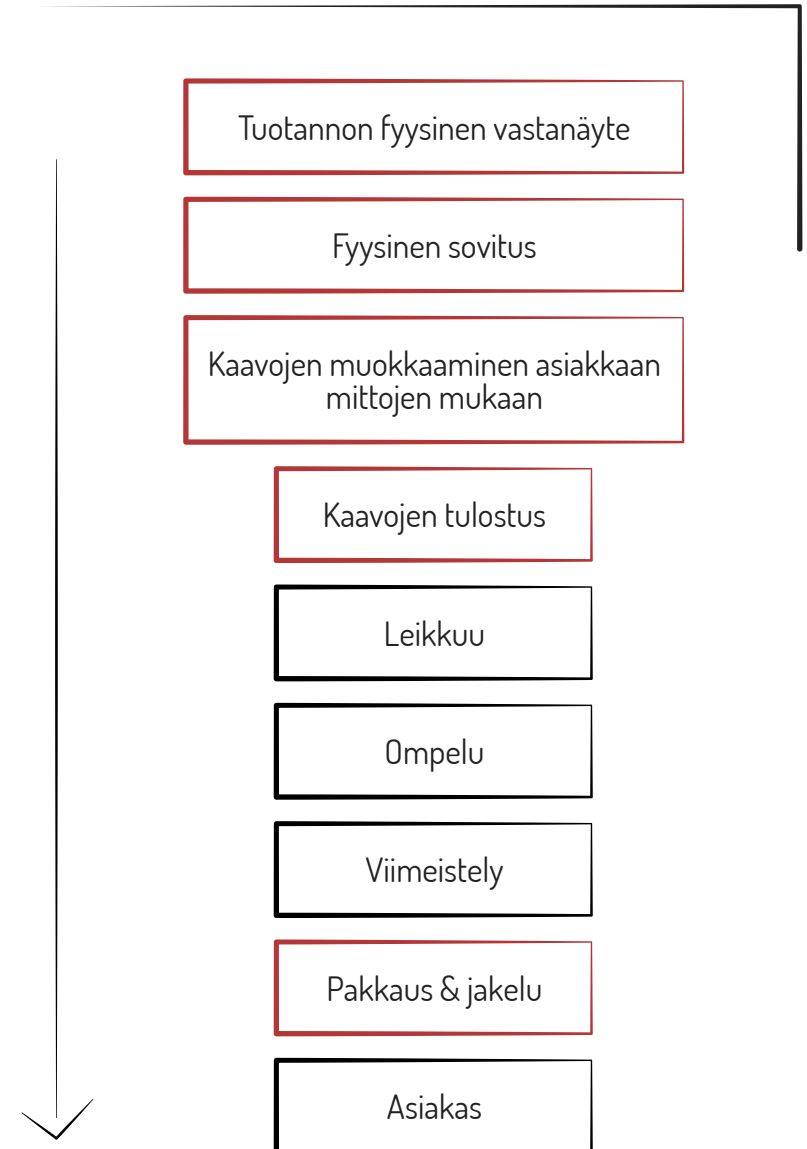 Tuotannon fyysinen vastanäyte
Fyysinen sovitus
Kaavojen muokkaaminen asiakkaan
mittojen mukaan
Kaavojen tulostus
Leikkuu
Ompelu
Viimeistely
Pakkaus & jakelu
Asiakas